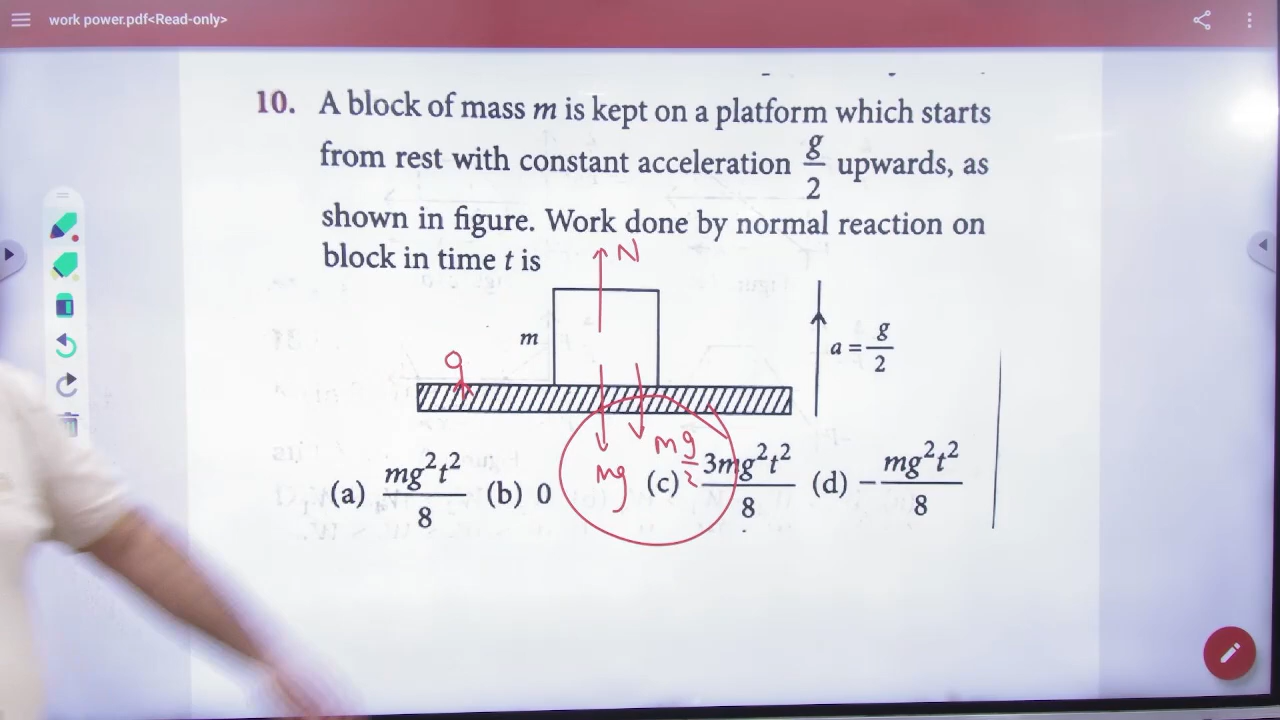 work power.pdf<Read-only>
10. A block of mass m is kept on a platform which starts
from rest with constant acceleration g/2 upwards, as
shown in figure. Work done by normal reaction on
block in time t is
N
m
a = g/2
g
mg
mg/2
(a) mg²t²/8 (b) 0 (c) 3mg²t²/8 (d) −mg²t²/8